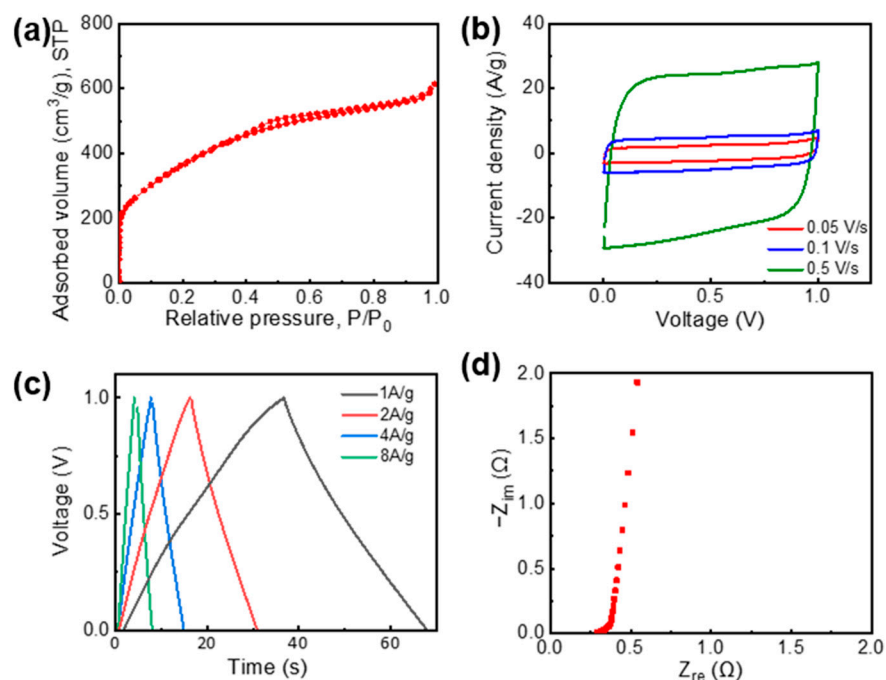 (a)
Adsorbed volume (cm³/g), STP
800
600
400
200
0
0.0 0.2 0.4 0.6 0.8 1.0
Relative pressure, P/P₀
(b)
Current density (A/g)
40
20
0
-20
-40
0.05 V/s
0.1 V/s
0.5 V/s
0.0 0.5 1.0
Voltage (V)
(c)
Voltage (V)
1.0
0.5
0.0
1A/g
2A/g
4A/g
8A/g
0 20 40 60
Time (s)
(d)
−Zim (Ω)
2.0
1.5
1.0
0.5
0.0
0.0 0.5 1.0 1.5 2.0
Zre (Ω)